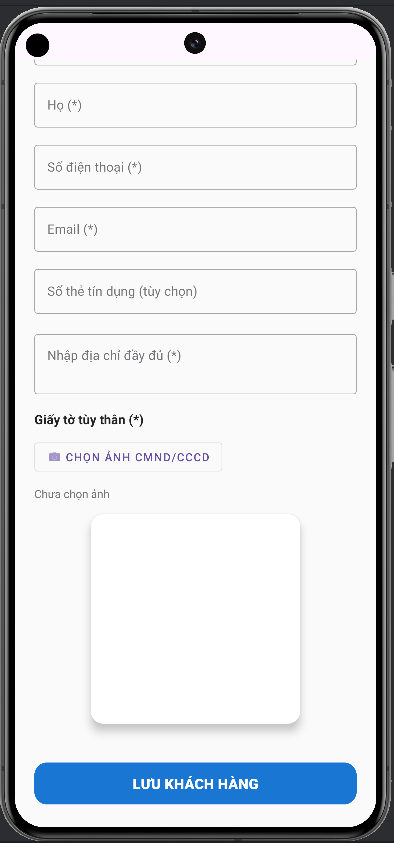 Họ (*)
Số điện thoại (*)
Email (*)
Số thẻ tín dụng (tùy chọn)
Nhập địa chỉ đầy đủ (*)
Giấy tờ tùy thân (*)
CHỌN ẢNH CMND/CCCD
Chưa chọn ảnh
LƯU KHÁCH HÀNG